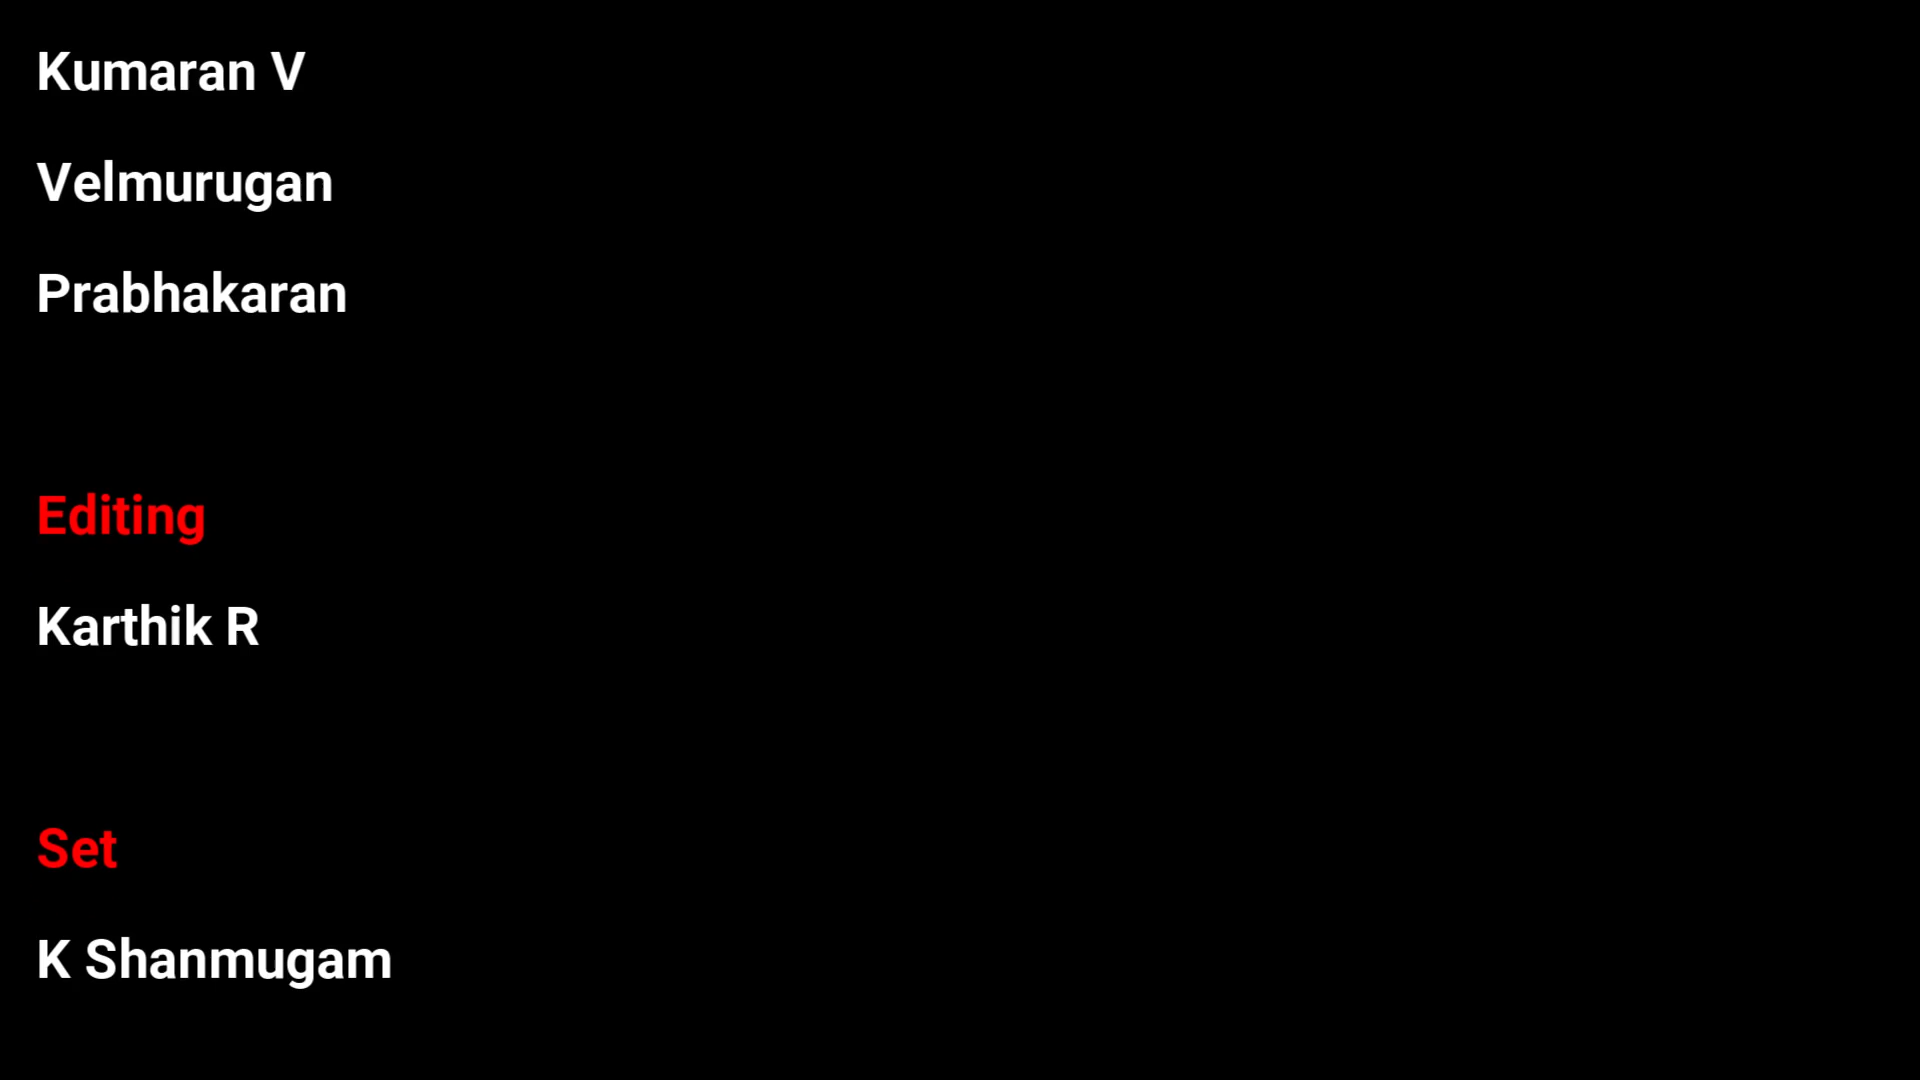 Kumaran V
Velmurugan
Prabhakaran
Editing
Karthik R
Set
K Shanmugam